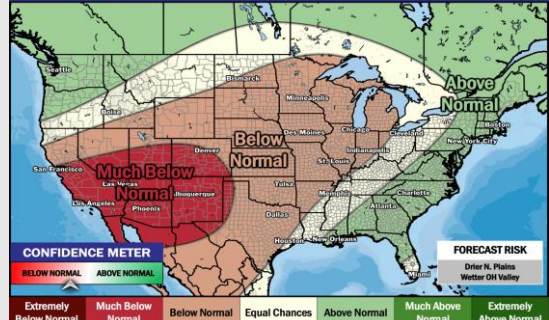 Seattle
Boise
Bismarck
Minneapolis
Above
Normal
Boston
New York City
Des Moines
Chicago
Cleveland
Indianapolis
Below
Normal
Denver
San Francisco
Much Below
Normal
Las Vegas
Albuquerque
Los Angeles
Phoenix
St. Louis
Tulsa
Memphis
Charlotte
Atlanta
Dallas
Houston
New Orleans
Miami
CONFIDENCE METER
BELOW NORMAL
ABOVE NORMAL
FORECAST RISK
Drier N. Plains
Wetter OH Valley
Extremely
Below Normal
Much Below
Normal
Below Normal
Equal Chances
Above Normal
Much Above
Normal
Extremely
Above Normal